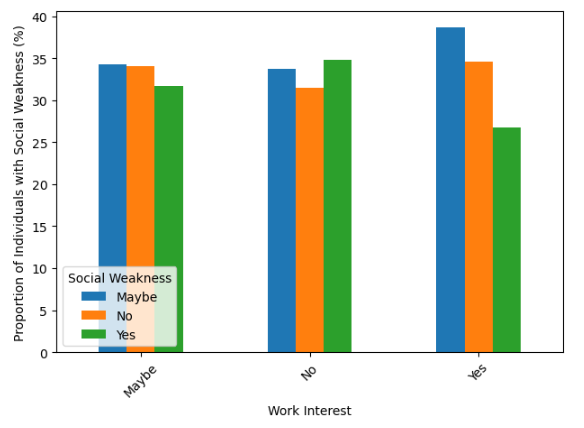 Proportion of Individuals with Social Weakness (%)
40
35
30
25
20
15
10
5
0
Social Weakness
Maybe
No
Yes
Maybe
No
Yes
Work Interest